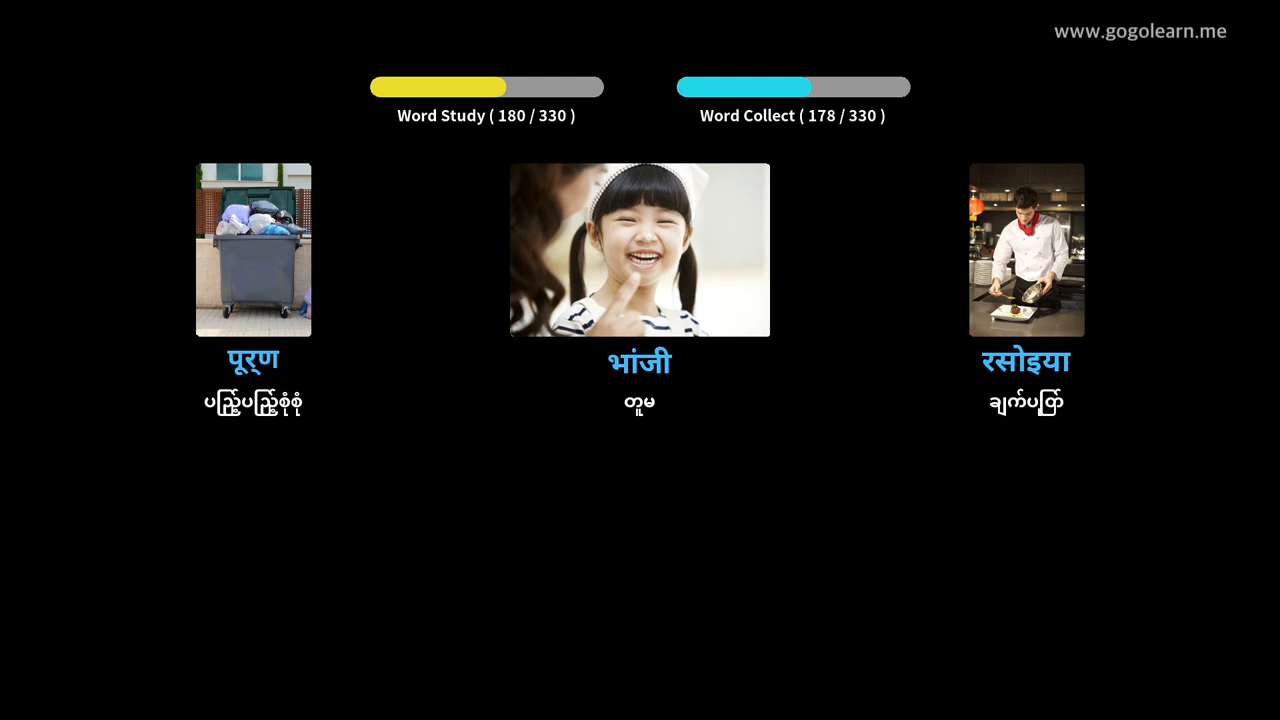 www.gogolearn.me
Word Study ( 180 / 330 )
Word Collect ( 178 / 330 )
पूर्ण
भांजी
रसोइया
ပည့်ပြည့်စုံစုံ
တူမ
ချက်ပြုတ်